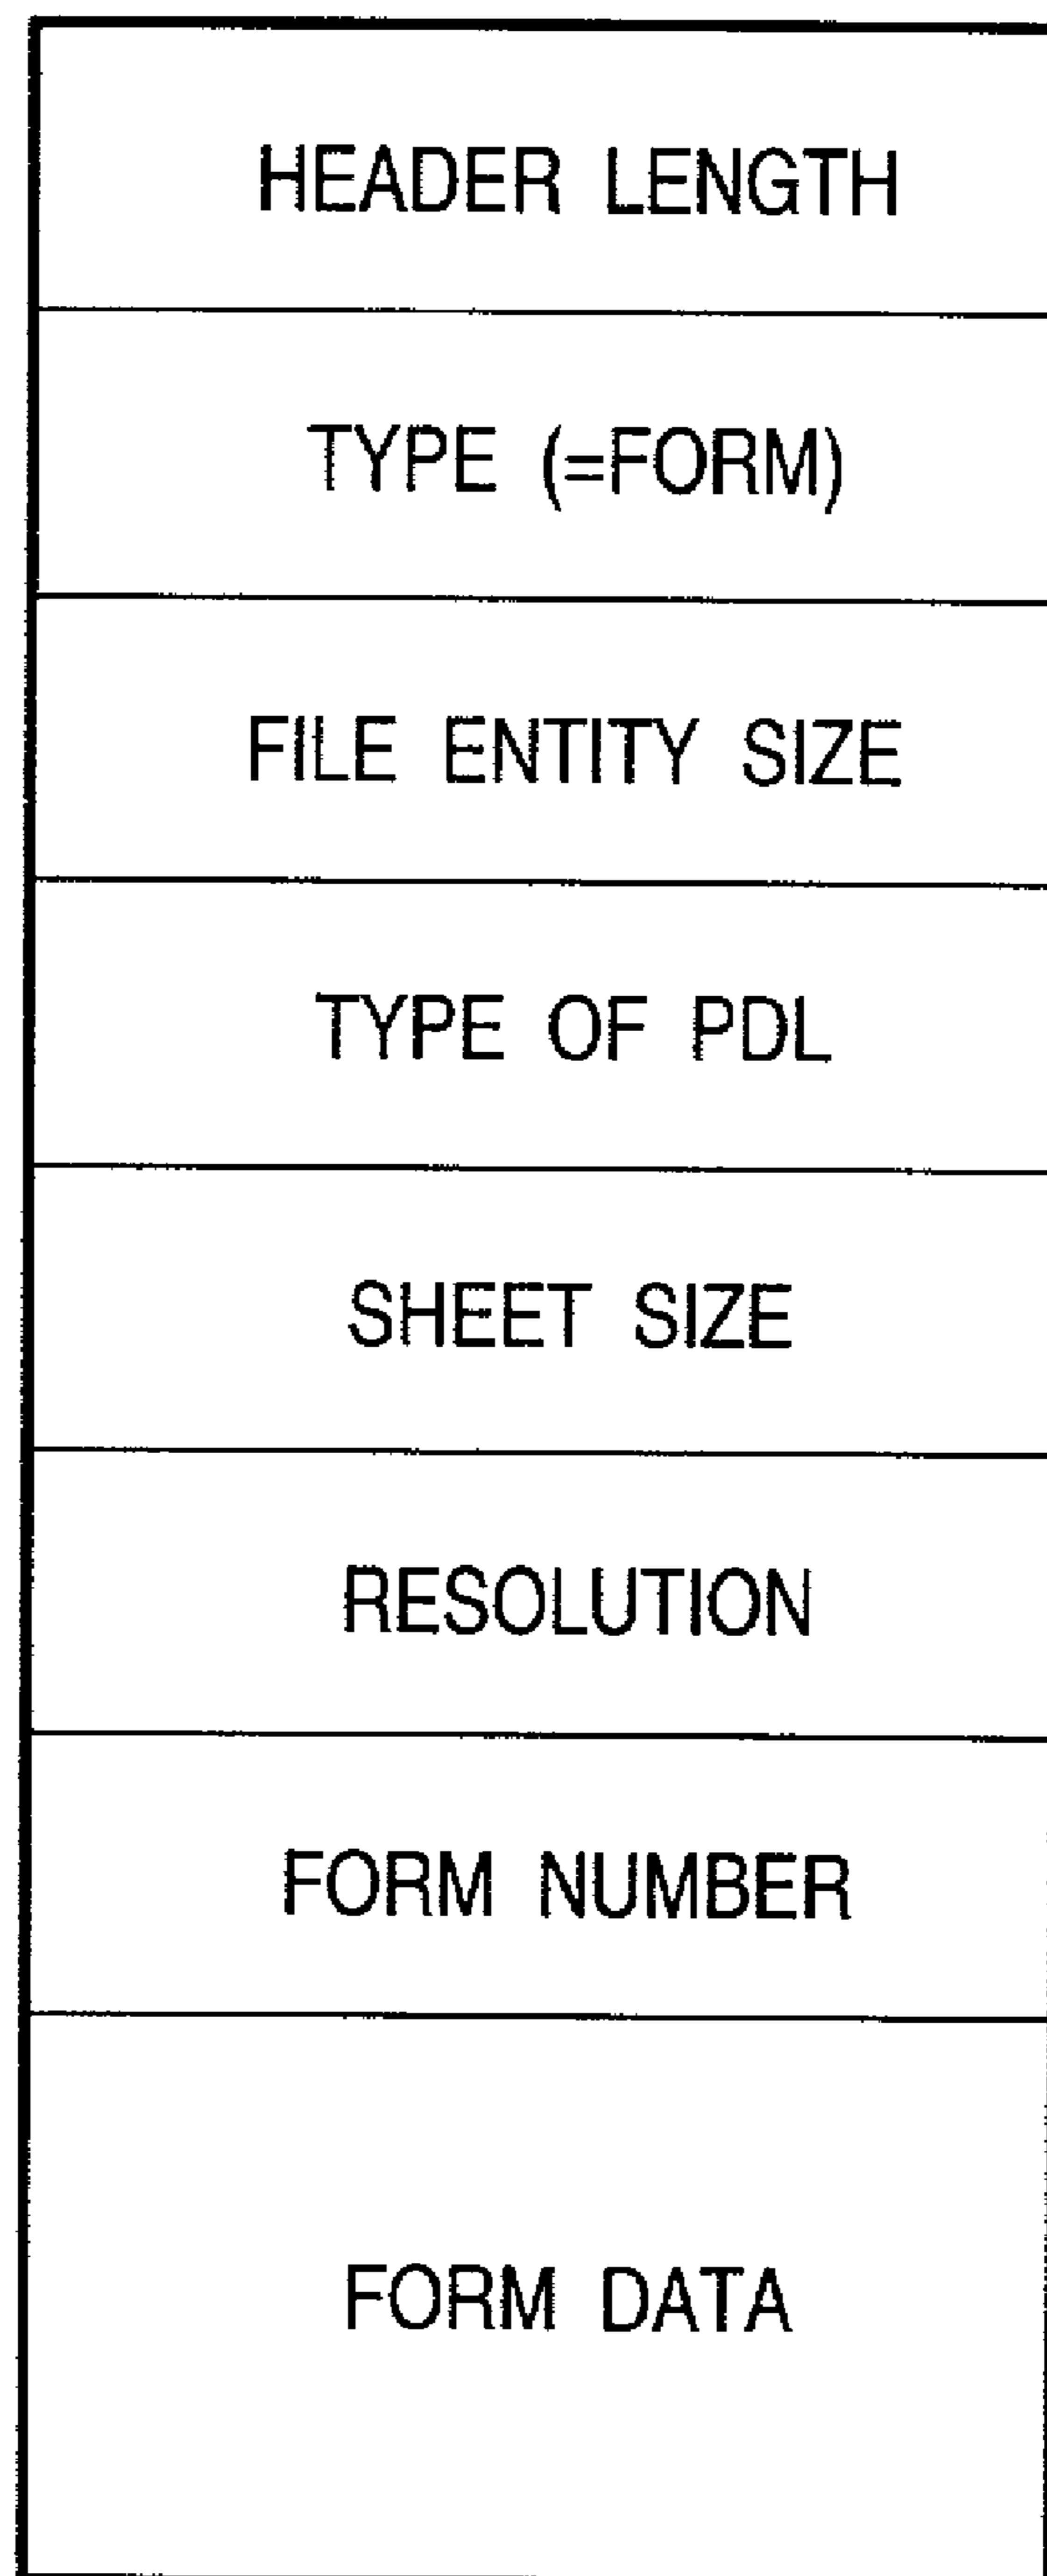 HEADER LENGTH
TYPE (=FORM)
FILE ENTITY SIZE
TYPE OF PDL
SHEET SIZE
RESOLUTION
FORM NUMBER
FORM DATA